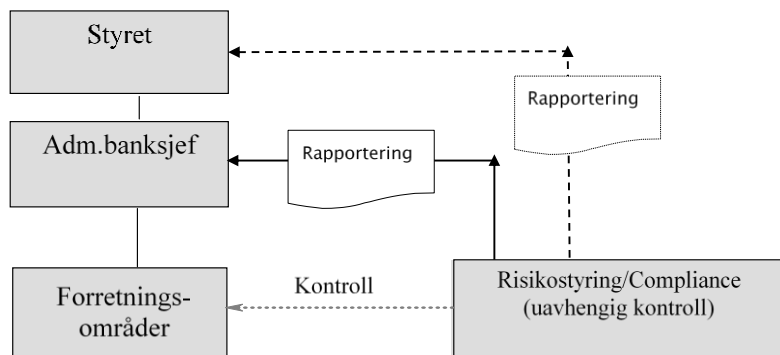 Styret
Rapportering
Adm.banksjef
Rapportering
Forretnings-
områder
Kontroll
Risikostyring/Compliance
(uavhengig kontroll)